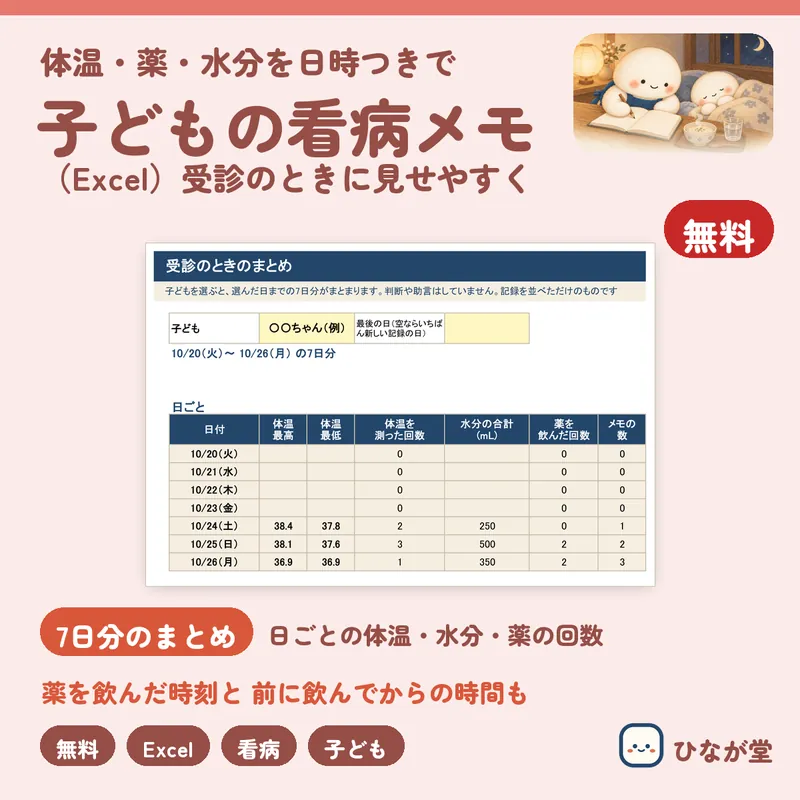 体温・薬・水分を日時つきで
子どもの看病メモ
（Excel）受診のときに見せやすく
無料
受診のときのまとめ
子どもを選ぶと、選んだ日までの7日分がまとまります。判断や助言はしていません。記録を並べただけのものです
子ども 〇〇ちゃん（例） 最後の日（空ならいちばん新しい記録の日）
10/20（火）～ 10/26（月） の7日分
日ごと
日付 体温最高 体温最低 体温を測った回数 水分の合計(mL) 薬を飲んだ回数 メモの数
10/20（火） 0 0 0
10/21（水） 0 0 0
10/22（木） 0 0 0
10/23（金） 0 0 0
10/24（土） 38.4 37.8 2 250 0 1
10/25（日） 38.1 37.6 3 500 2 2
10/26（月） 36.9 36.9 1 350 2 3
7日分のまとめ 日ごとの体温・水分・薬の回数
薬を飲んだ時刻と 前に飲んでからの時間も
無料 Excel 看病 子ども
ひなが堂